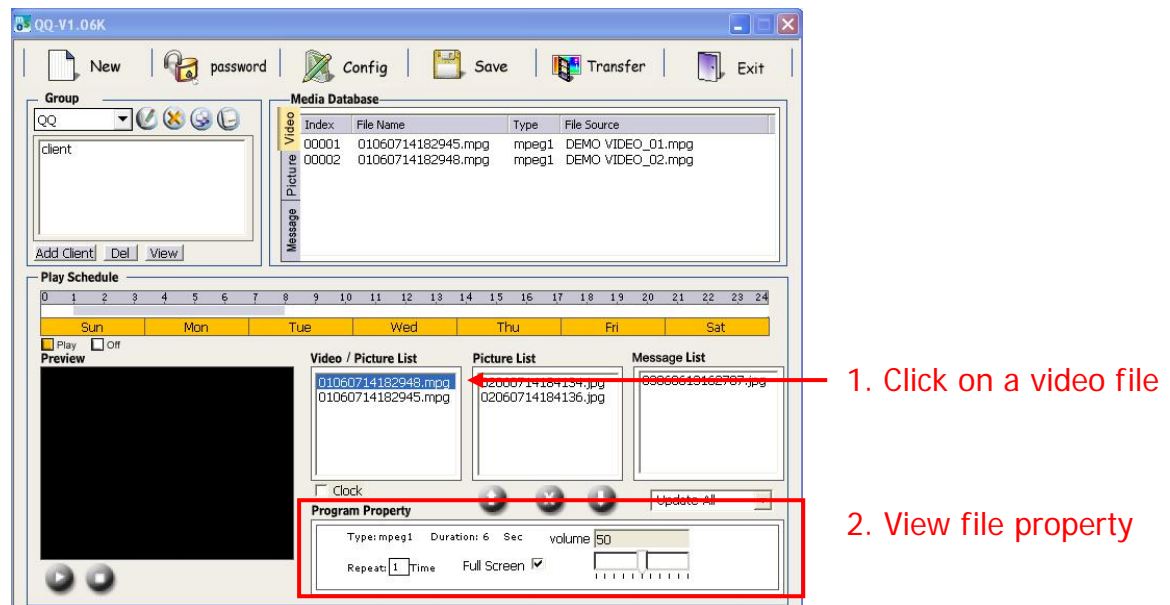 QQ-V1.06K
New password Config Save Transfer Exit
Group
QQ
client
Add Client Del View
Media Database
Video
Picture
Message
Index File Name Type File Source
00001 01060714182945.mpg mpeg1 DEMO VIDEO_01.mpg
00002 01060714182948.mpg mpeg1 DEMO VIDEO_02.mpg
Play Schedule
0 1 2 3 4 5 6 7 8 9 10 11 12 13 14 15 16 17 18 19 20 21 22 23 24
Sun Mon Tue Wed Thu Fri Sat
Play Off
Preview
Video / Picture List
01060714182948.mpg
01060714182945.mpg
Clock
Picture List
02060714184134.jpg
02060714184136.jpg
Message List
Update All
1. Click on a video file
Program Property
Type: mpeg1 Duration: 6 Sec volume 50
Repeat: 1 Time Full Screen
2. View file property